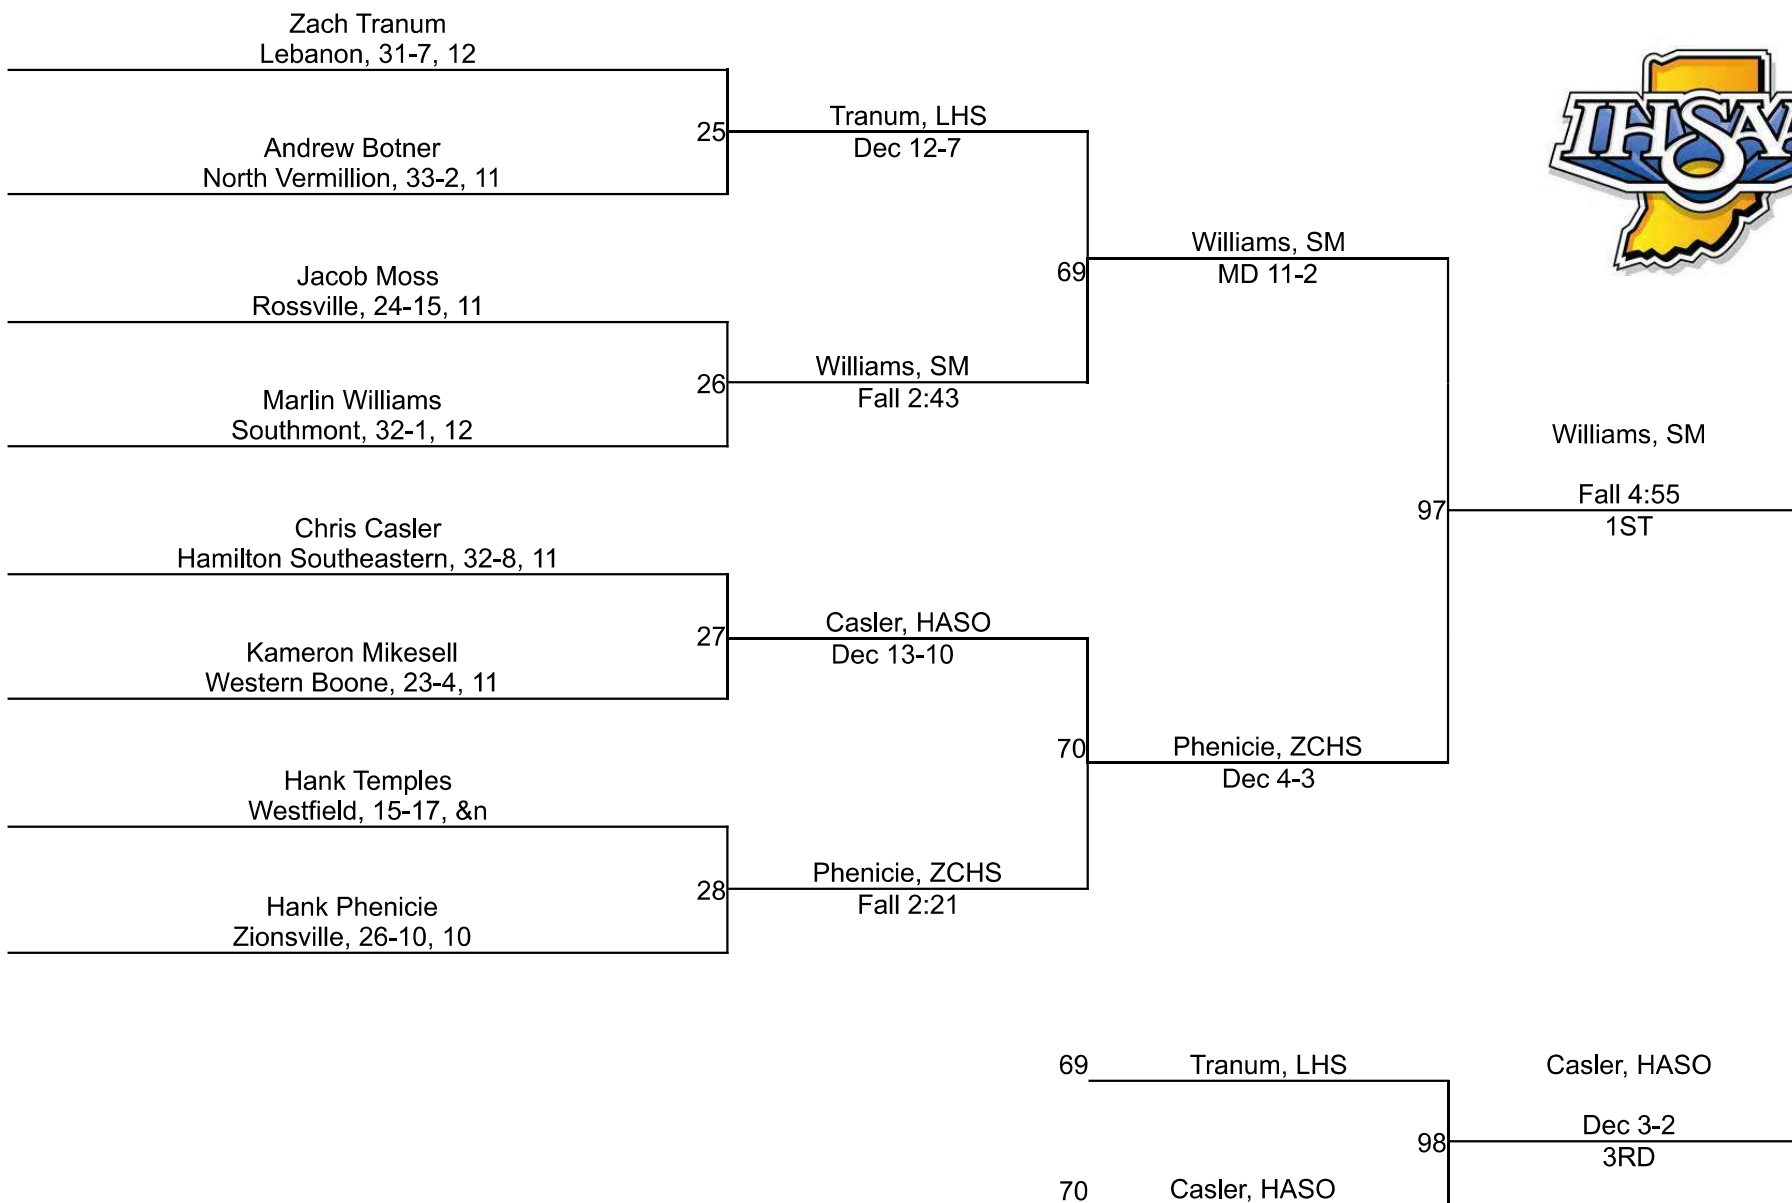 Zach Tranum
Lebanon, 31-7, 12
Andrew Botner
North Vermillion, 33-2, 11
Jacob Moss
Rossville, 24-15, 11
Marlin Williams
Southmont, 32-1, 12
Chris Casler
Hamilton Southeastern, 32-8, 11
Kameron Mikesell
Western Boone, 23-4, 11
Hank Temples
Westfield, 15-17, &n
Hank Phenicie
Zionsville, 26-10, 10
25
Tranum, LHS
Dec 12-7
26
Williams, SM
Fall 2:43
27
Casler, HASO
Dec 13-10
28
Phenicie, ZCHS
Fall 2:21
69
Williams, SM
MD 11-2
70
Phenicie, ZCHS
Dec 4-3
IHSAA
97
Williams, SM
Fall 4:55
1ST
69
Tranum, LHS
70
Casler, HASO
98
Casler, HASO
Dec 3-2
3RD